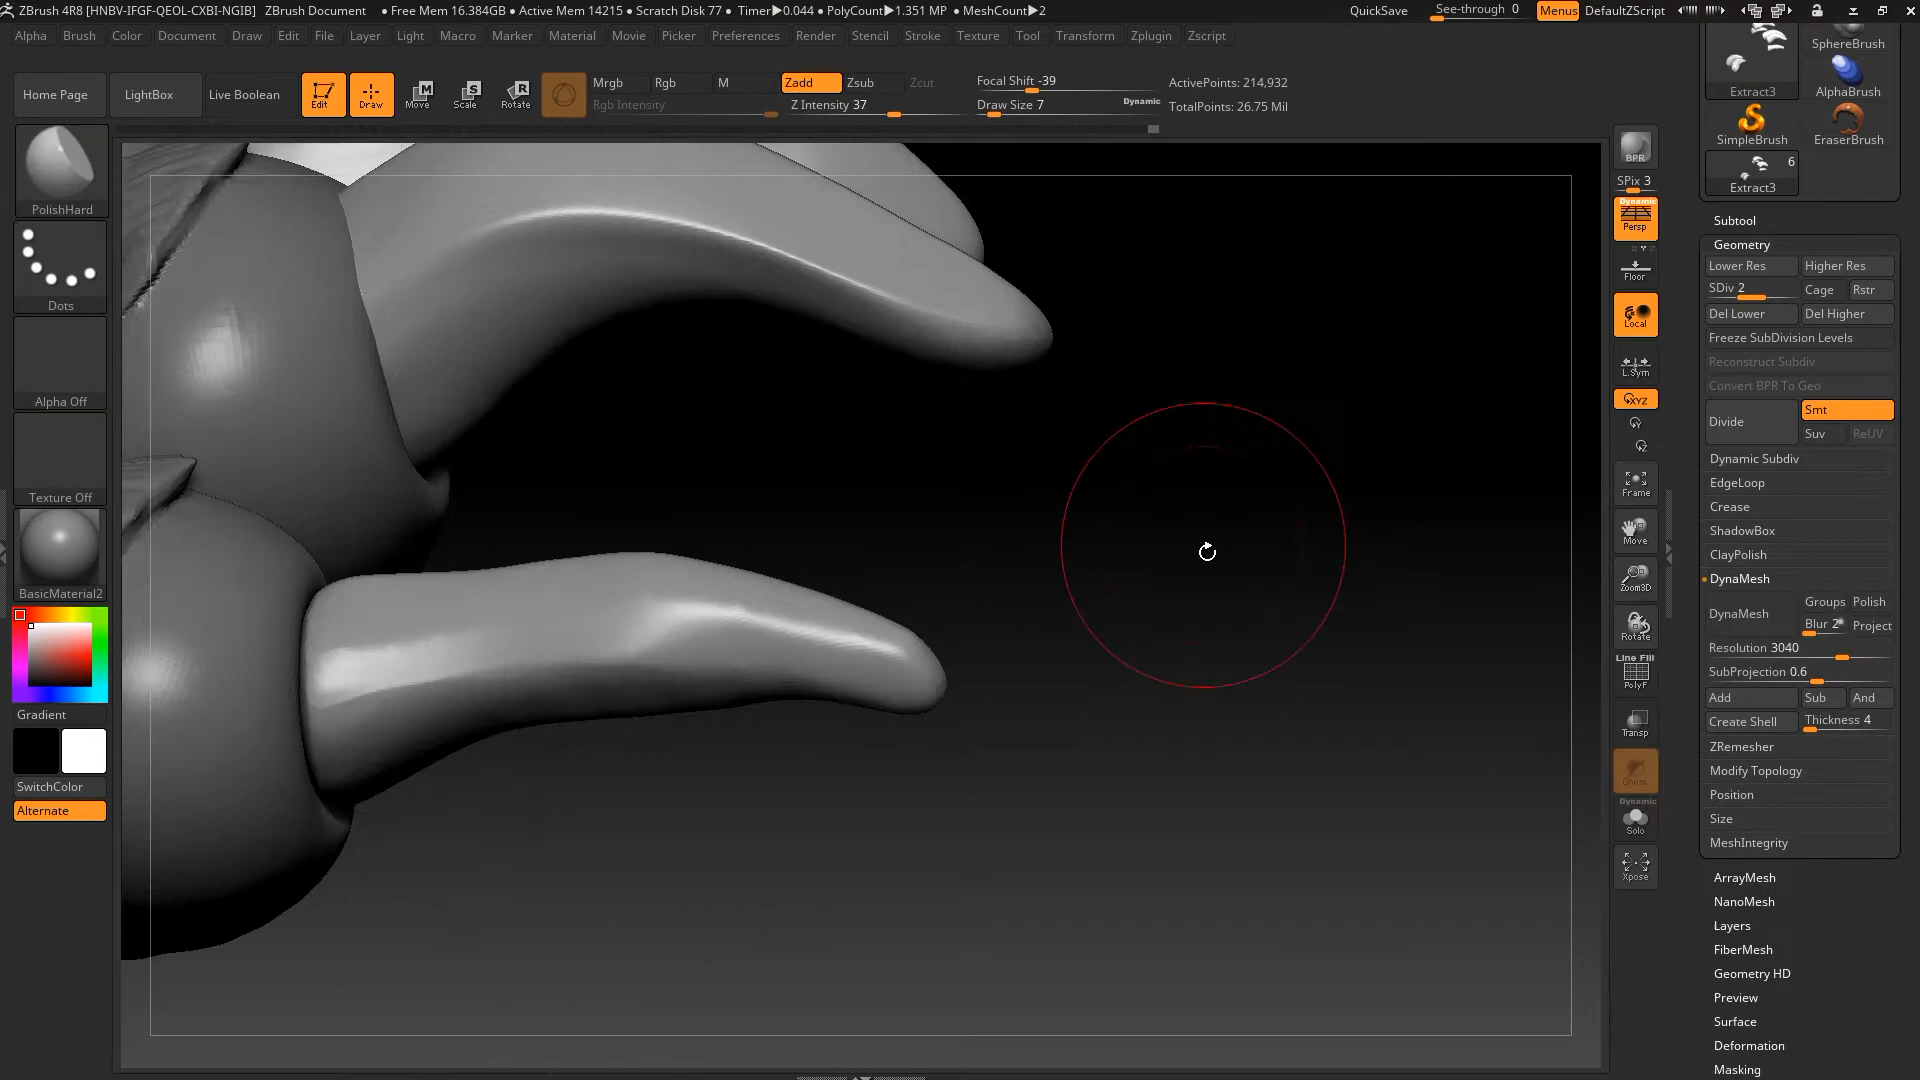 ZBrush 4R8 [HNBV-IFGF-QEOL-CXBI-NGIB] ZBrush Document • Free Mem 16.384GB • Active Mem 14215 • Scratch Disk 77 • Timer▶0.044 • PolyCount▶1.351 MP • MeshCount▶2 QuickSave See-through 0 Menus DefaultZScript
Alpha Brush Color Document Draw Edit File Layer Light Macro Marker Material Movie Picker Preferences Render Stencil Stroke Texture Tool Transform Zplugin Zscript
Home Page LightBox Live Boolean
Edit Draw Move Scale Rotate
Mrgb Rgb M Zadd Zsub Zcut
Rgb Intensity Z Intensity 37
Focal Shift -39
Draw Size 7 Dynamic
ActivePoints: 214,932
TotalPoints: 26.75 Mil
PolishHard
Dots
Alpha Off
Texture Off
BasicMaterial2
Gradient
SwitchColor
Alternate
BPR
SPix 3
Dynamic
Persp
Floor
Local
L.Sym
XYZ
Y
Z
Frame
Move
Zoom3D
Rotate
Line Fill
PolyF
Transp
Ghost
Dynamic
Solo
Xpose
SphereBrush
Extract3 AlphaBrush
SimpleBrush EraserBrush
6
Extract3
Subtool
Geometry
Lower Res Higher Res
SDiv 2 Cage Rstr
Del Lower Del Higher
Freeze SubDivision Levels
Reconstruct Subdiv
Convert BPR To Geo
Divide Smt
Suv ReUV
Dynamic Subdiv
EdgeLoop
Crease
ShadowBox
ClayPolish
DynaMesh
DynaMesh Groups Polish
Blur 2 Project
Resolution 3040
SubProjection 0.6
Add Sub And
Create Shell Thickness 4
ZRemesher
Modify Topology
Position
Size
MeshIntegrity
ArrayMesh
NanoMesh
Layers
FiberMesh
Geometry HD
Preview
Surface
Deformation
Masking